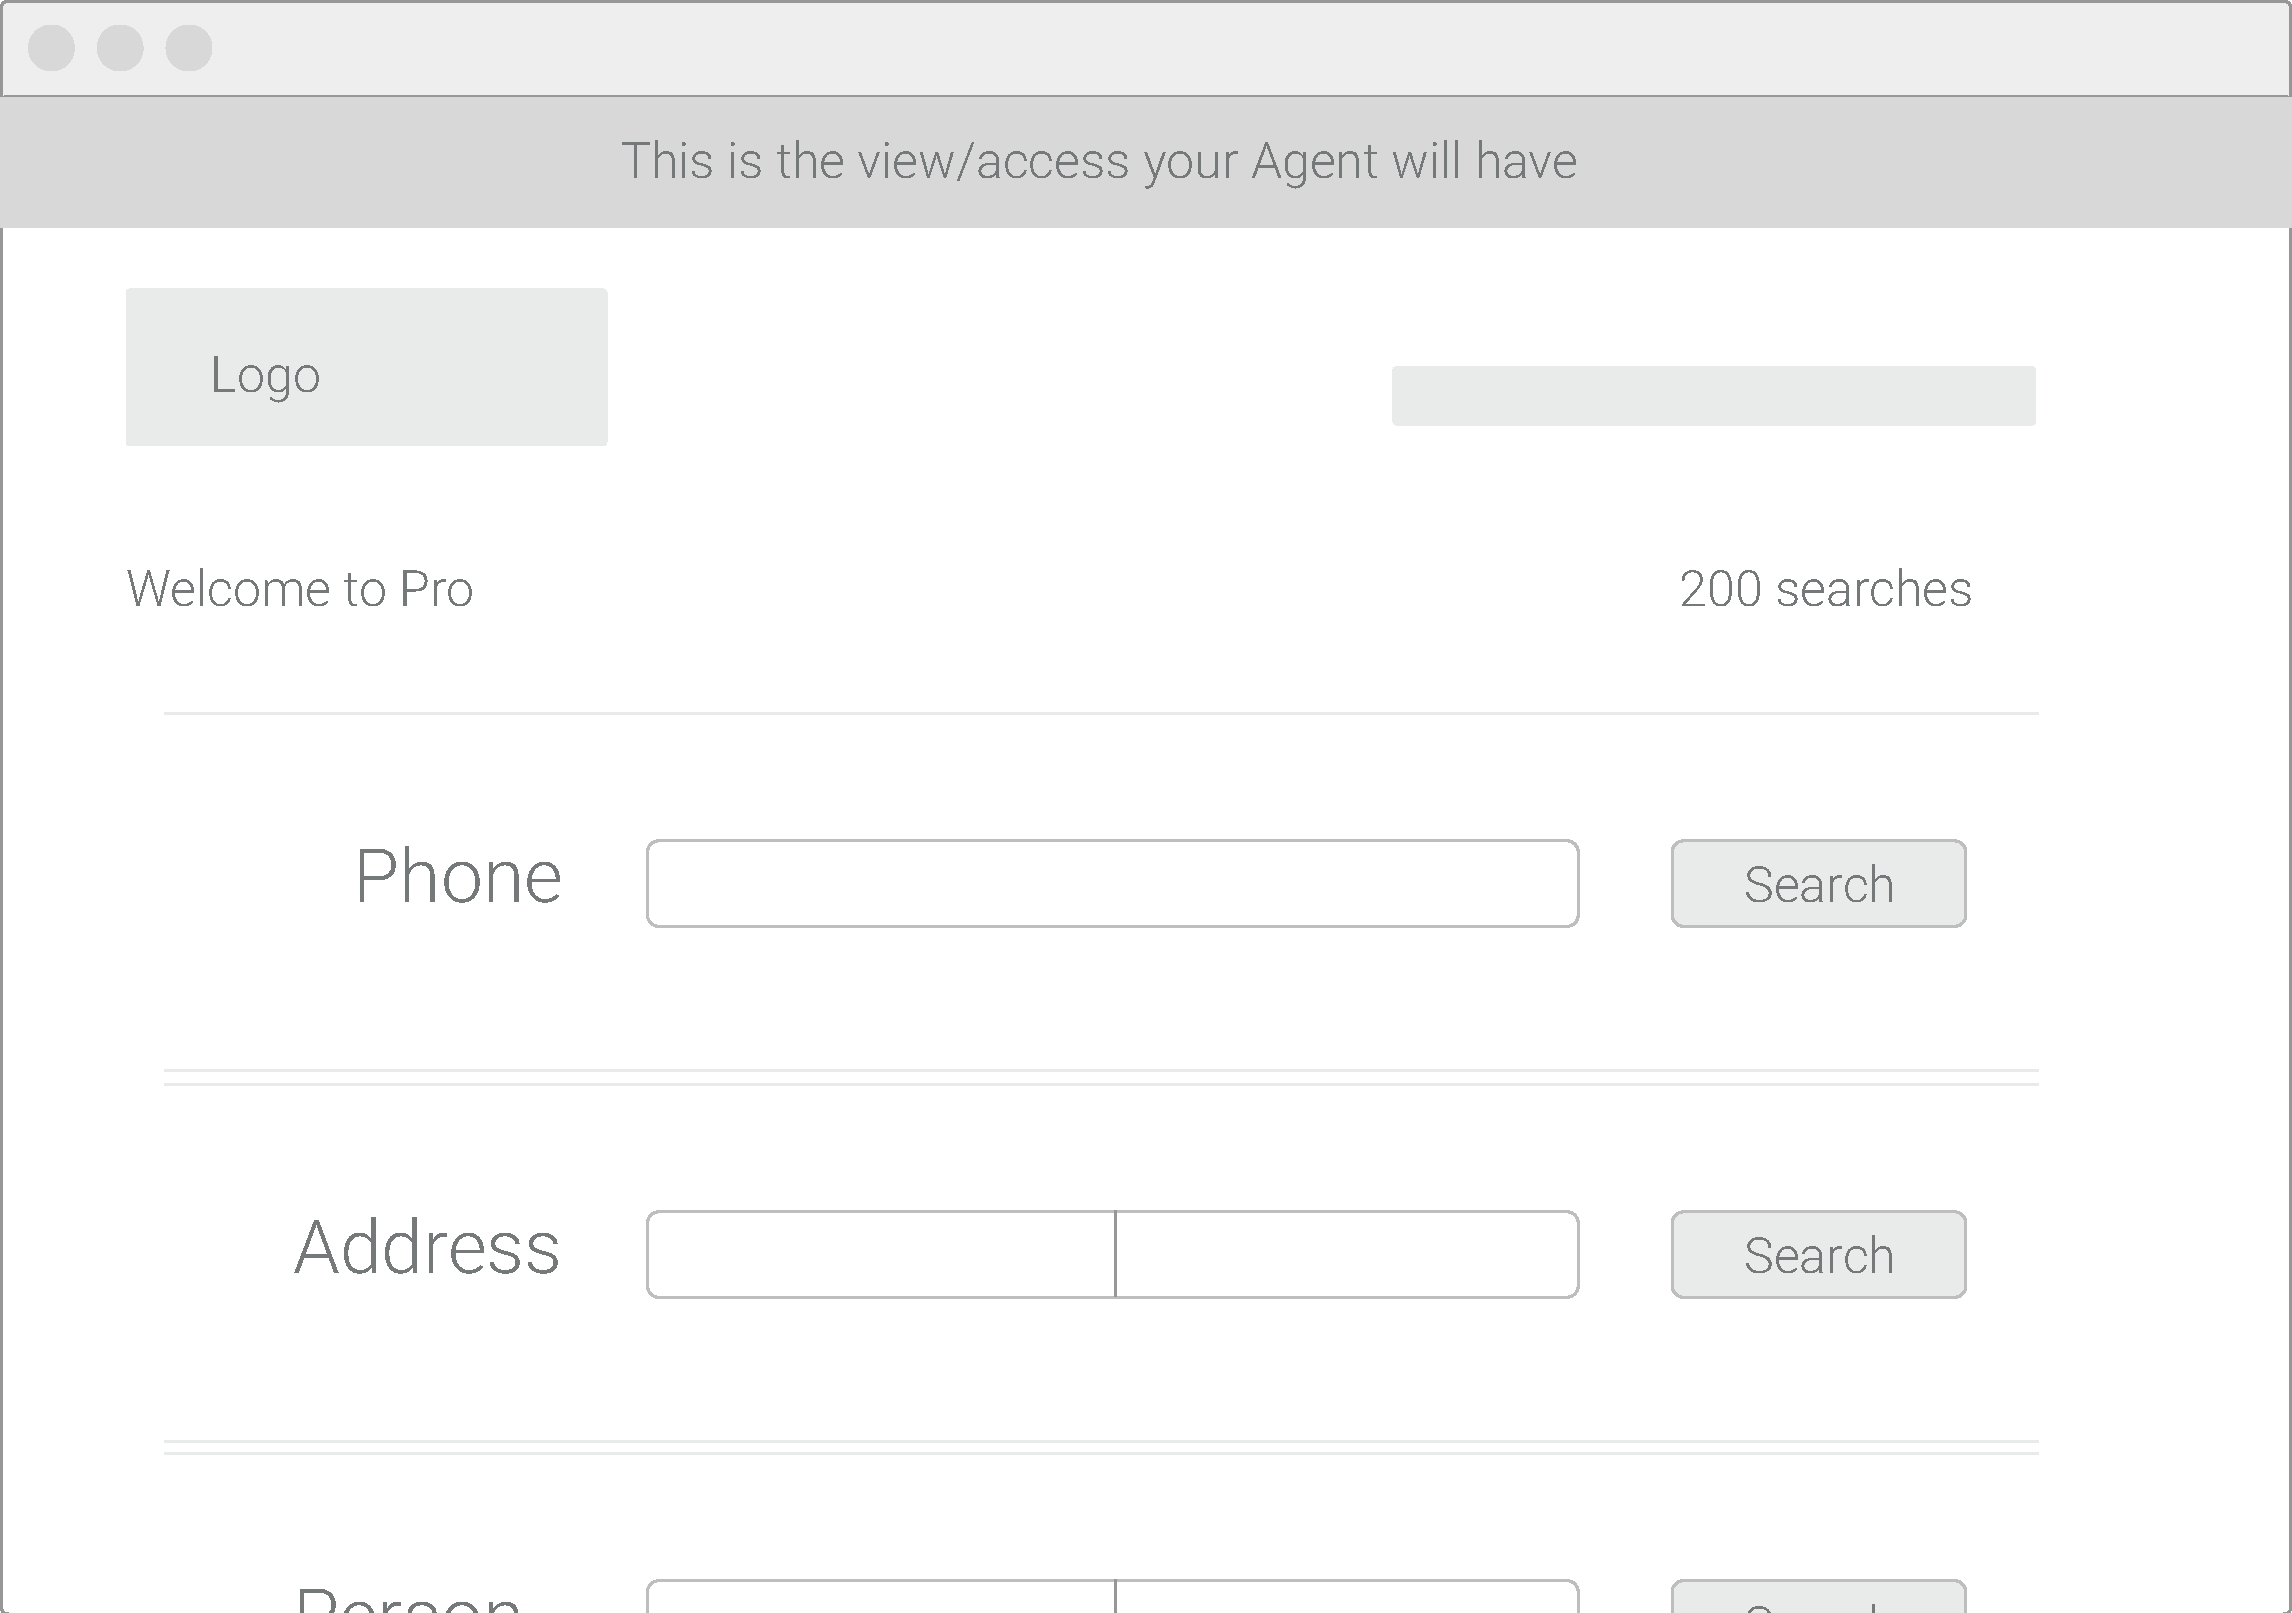 This is the view/access your Agent will have
Logo
Welcome to Pro
200 searches
Phone
Search
Address
Search
Person
Search